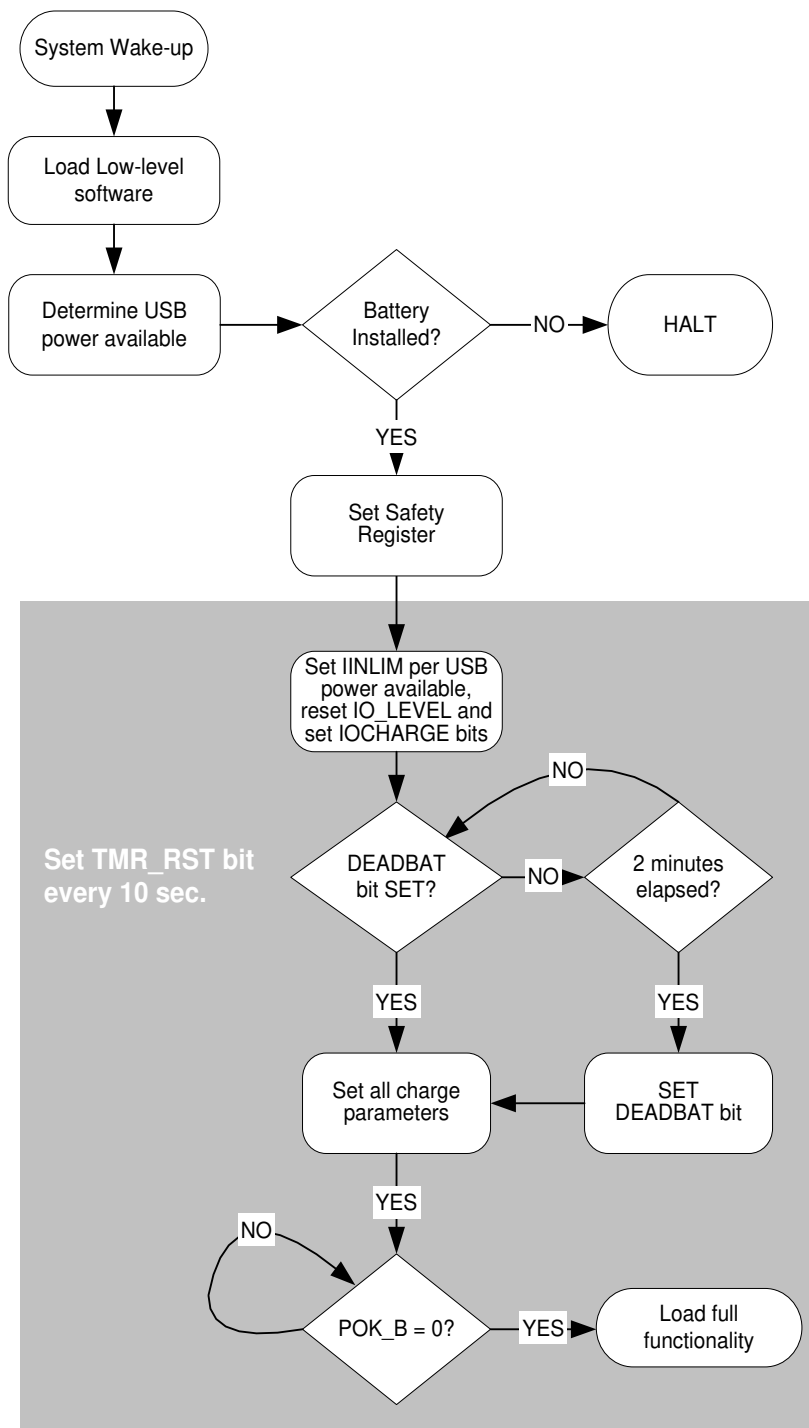 System Wake-up
Load Low-level
software
Determine USB
power available
Battery
Installed?
NO
HALT
YES
Set Safety
Register
Set IINLIM per USB
power available,
reset IO_LEVEL and
set IOCHARGE bits
NO
Set TMR_RST bit
every 10 sec.
DEADBAT
bit SET?
NO
2 minutes
elapsed?
YES
YES
Set all charge
parameters
SET
DEADBAT bit
YES
NO
POK_B = 0?
YES
Load full
functionality